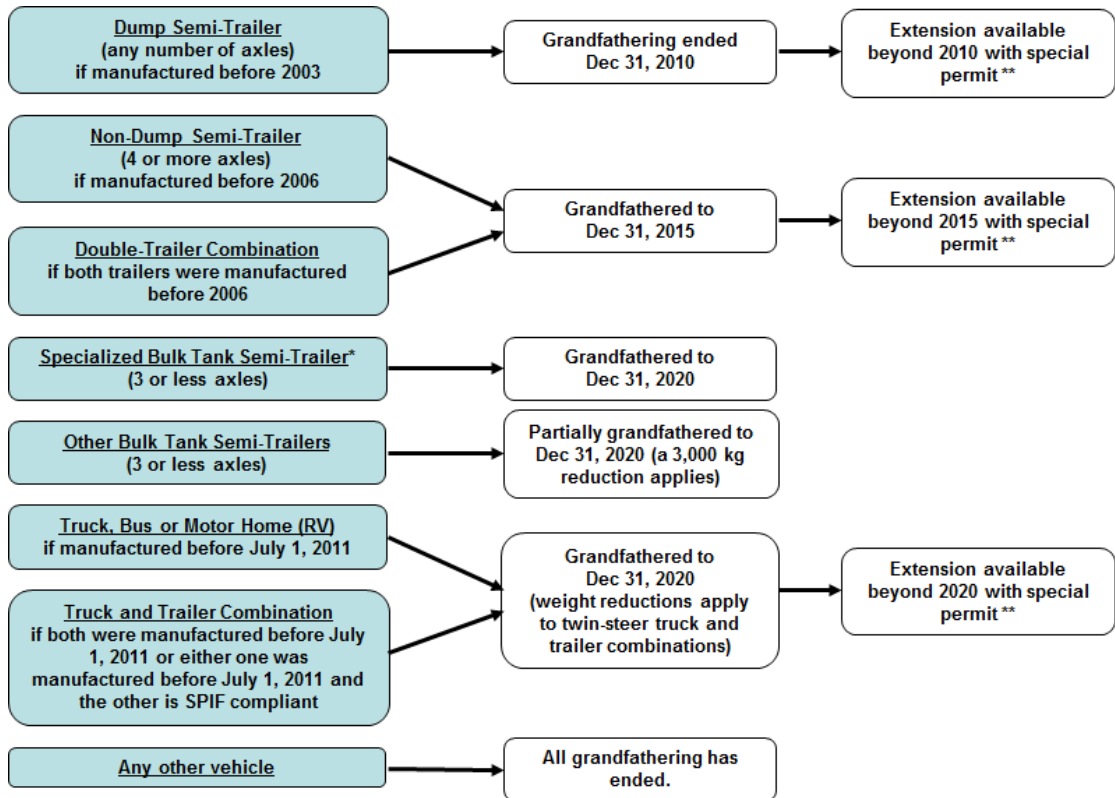 Dump Semi-Trailer
(any number of axles)
if manufactured before 2003
Grandfathering ended
Dec 31, 2010
Extension available
beyond 2010 with special
permit **
Non-Dump Semi-Trailer
(4 or more axles)
if manufactured before 2006
Double-Trailer Combination
if both trailers were manufactured
before 2006
Grandfathered to
Dec 31, 2015
Extension available
beyond 2015 with special
permit **
Specialized Bulk Tank Semi-Trailer*
(3 or less axles)
Grandfathered to
Dec 31, 2020
Other Bulk Tank Semi-Trailers
(3 or less axles)
Partially grandfathered to
Dec 31, 2020 (a 3,000 kg
reduction applies)
Truck, Bus or Motor Home (RV)
if manufactured before July 1, 2011
Truck and Trailer Combination
if both were manufactured before July
1, 2011 or either one was
manufactured before July 1, 2011 and
the other is SPIF compliant
Grandfathered to
Dec 31, 2020
(weight reductions apply
to twin-steer truck and
trailer combinations)
Extension available
beyond 2020 with special
permit **
Any other vehicle
All grandfathering has
ended.